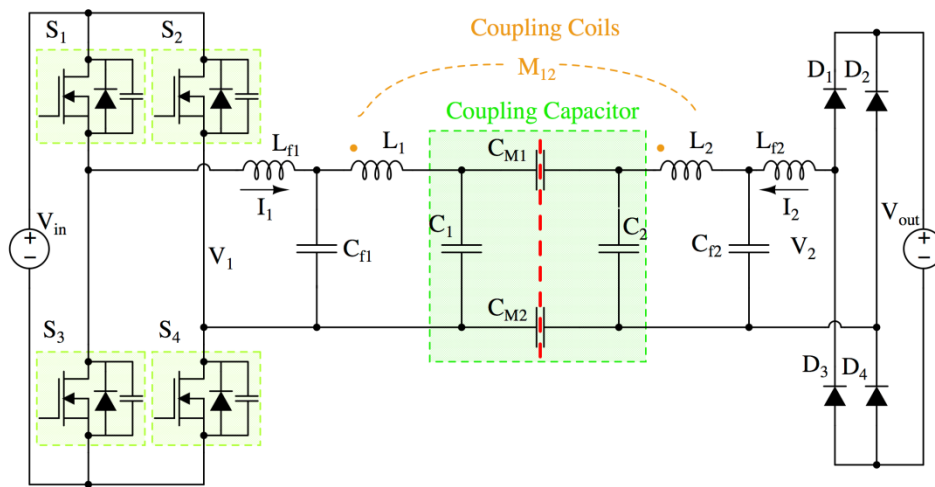 Coupling Coils
M12
Coupling Capacitor
S1
S2
D1
D2
Lf1
L1
CM1
L2
Lf2
I1
I2
Vin
+
−
V1
Cf1
C1
C2
Cf2
V2
Vout
+
−
CM2
S3
S4
D3
D4